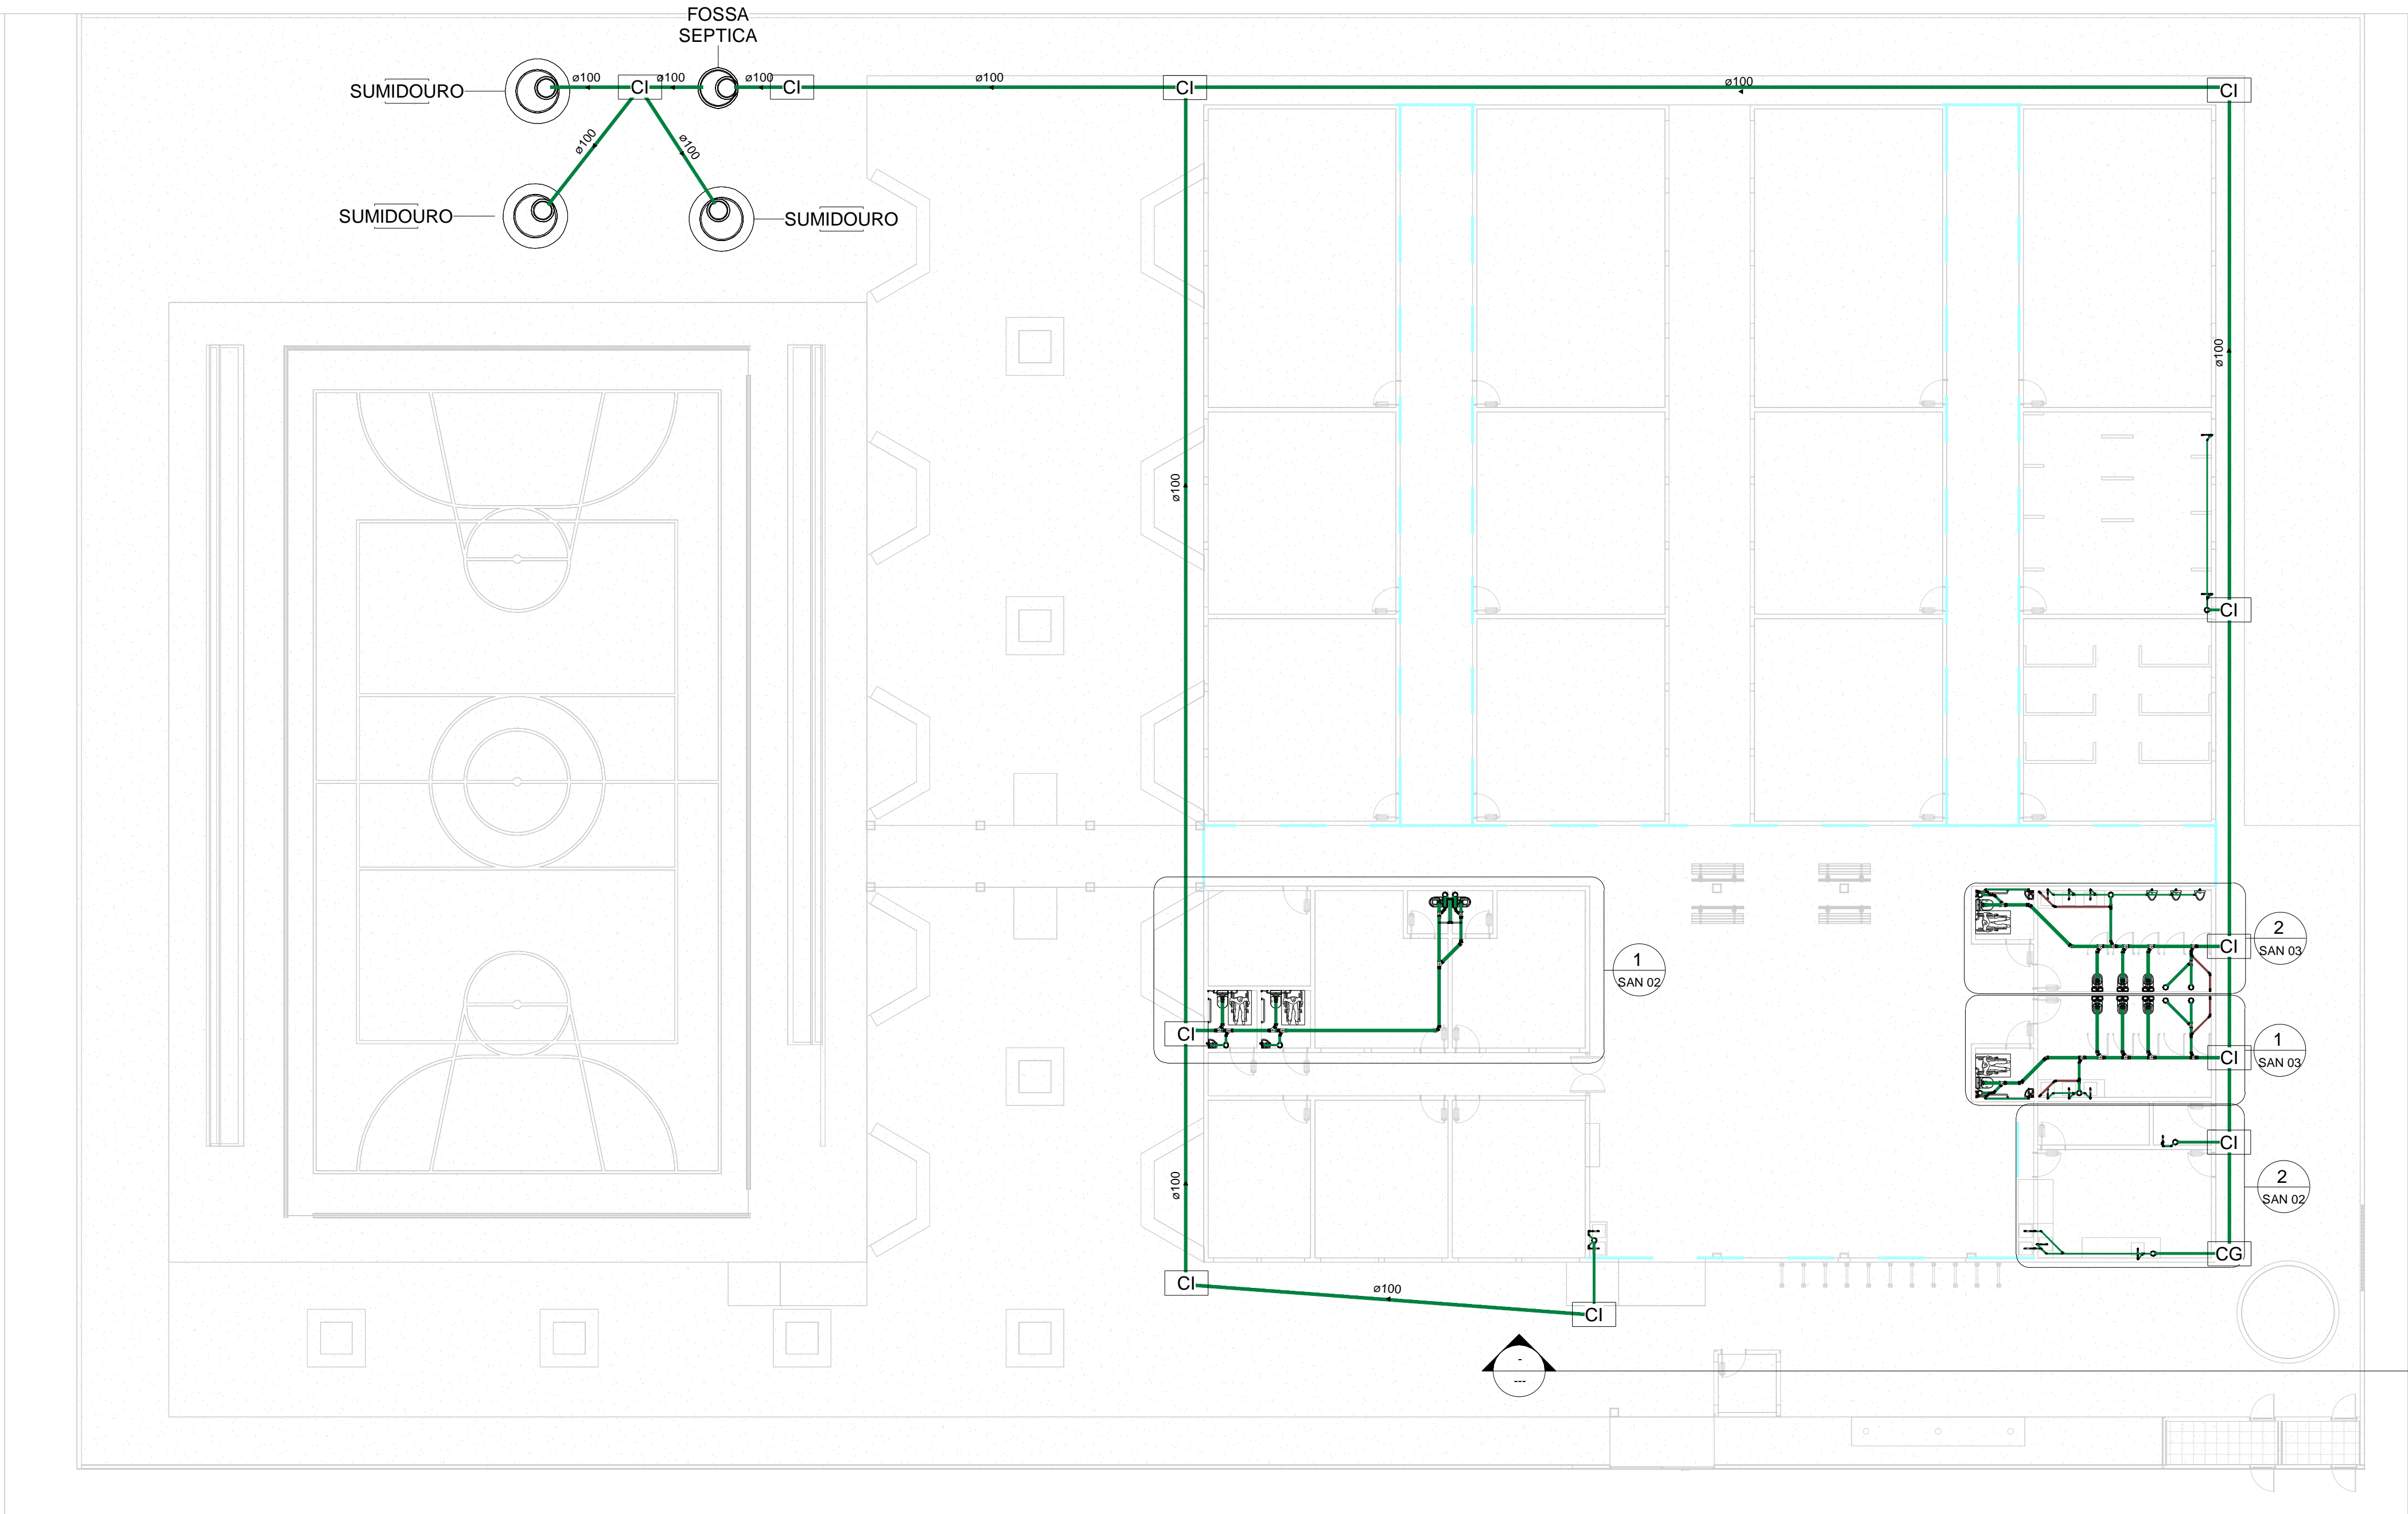 FOSSA
SEPTICA
SUMIDOURO
ø100
CI
ø100
ø100
CI
ø100
CI
ø100
CI
ø100
ø100
SUMIDOURO
SUMIDOURO
ø100
ø100
CI
2
SAN 03
CI
1
SAN 02
CI
1
SAN 03
CI
CI
2
SAN 02
ø100
CG
CI
ø100
CI
-
---